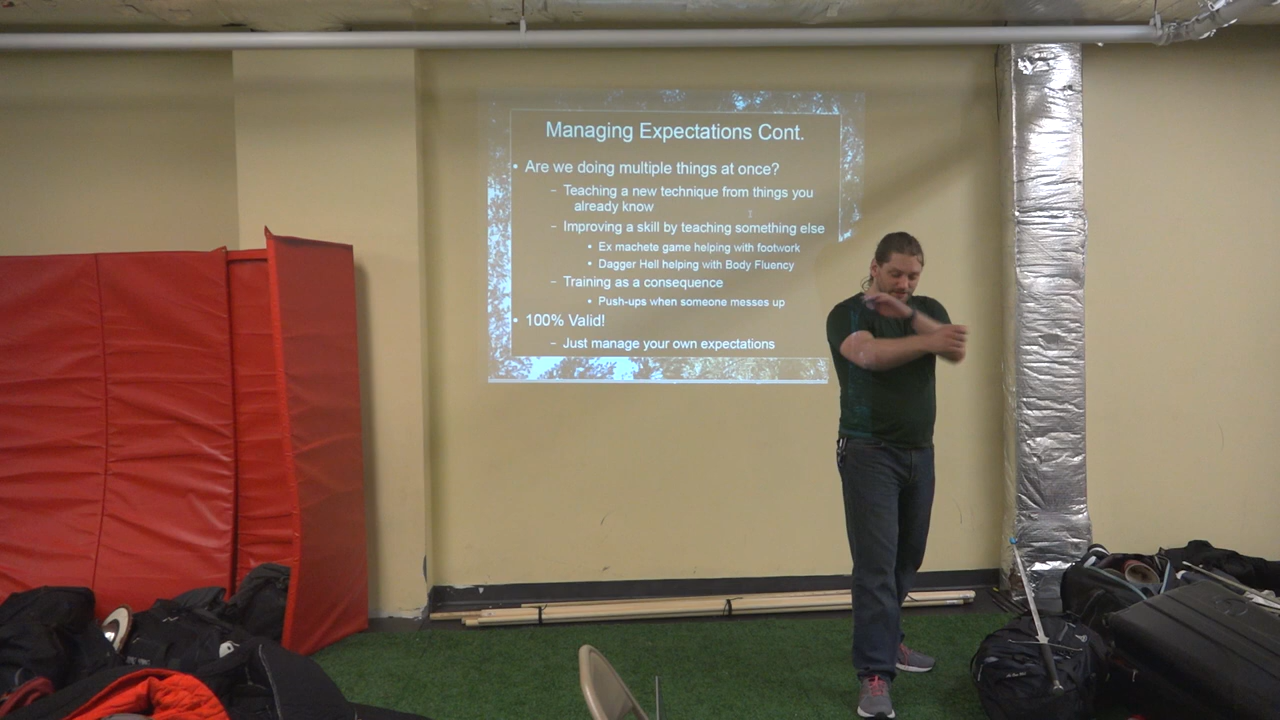 Managing Expectations Cont.
• Are we doing multiple things at once?
– Teaching a new technique from things you
already know
– Improving a skill by teaching something else
• Ex machete game helping with footwork
• Dagger Hell helping with Body Fluency
– Training as a consequence
• Push-ups when someone messes up
• 100% Valid!
– Just manage your own expectations